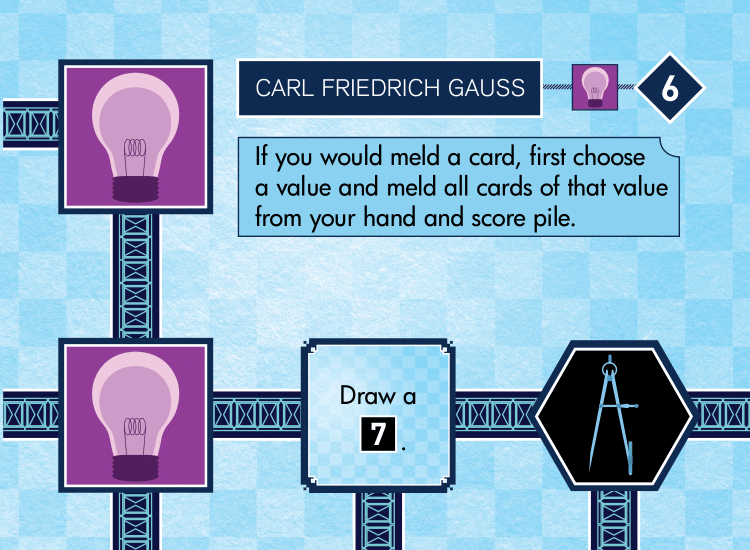 CARL FRIEDRICH GAUSS
6
If you would meld a card, first choose
a value and meld all cards of that value
from your hand and score pile.
Draw a
7.